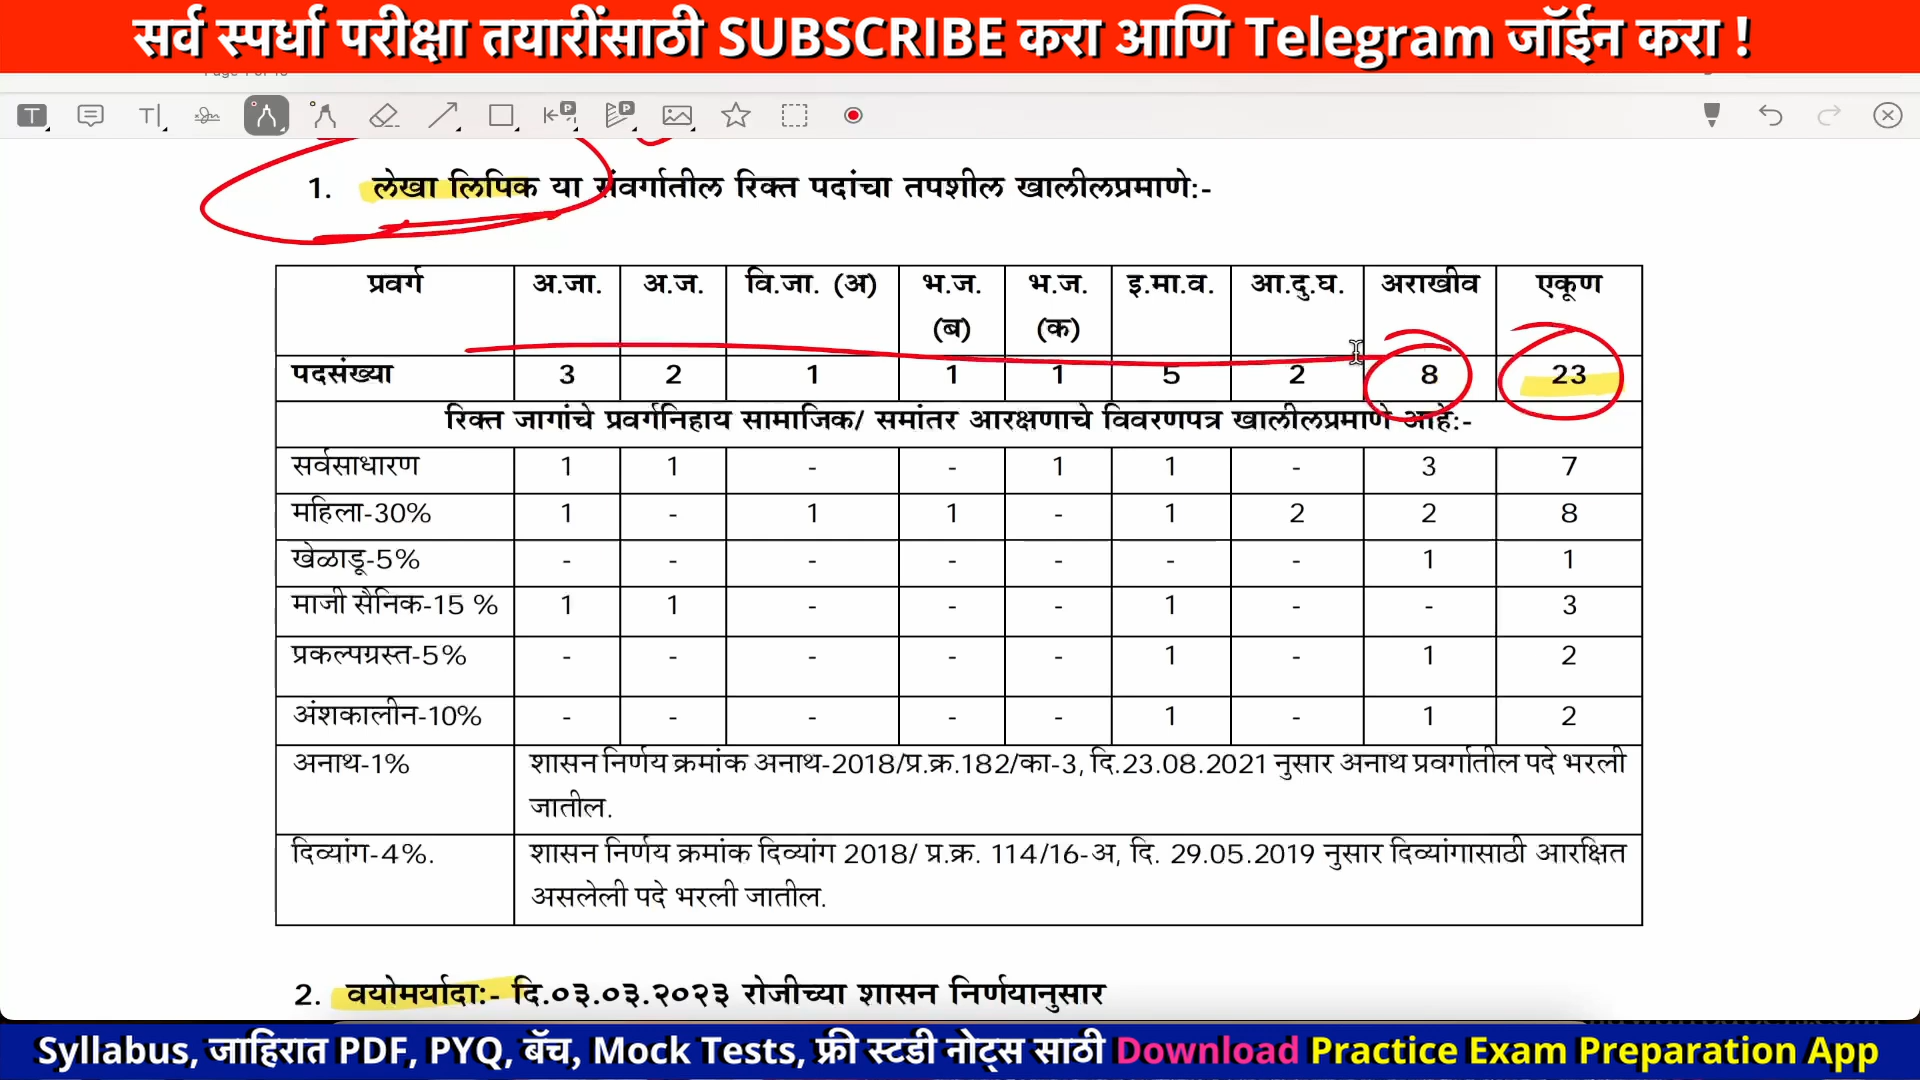 सर्व स्पर्धा परीक्षा तयारींसाठी SUBSCRIBE करा आणि Telegram जॉईन करा !
1. लेखा लिपिक या संवर्गातील रिक्त पदांचा तपशील खालीलप्रमाणे:-
प्रवर्ग अ.जा. अ.ज. वि.जा. (अ) भ.ज. (ब) भ.ज. (क) इ.मा.व. आ.दु.घ. अराखीव एकूण
पदसंख्या 3 2 1 1 1 5 2 8 23
रिक्त जागांचे प्रवर्गनिहाय सामाजिक/ समांतर आरक्षणाचे विवरणपत्र खालीलप्रमाणे आहे:-
सर्वसाधारण 1 1 - - 1 1 - 3 7
महिला-30% 1 - 1 1 - 1 2 2 8
खेळाडू-5% - - - - - - - 1 1
माजी सैनिक-15 % 1 1 - - - 1 - - 3
प्रकल्पग्रस्त-5% - - - - - 1 - 1 2
अंशकालीन-10% - - - - - 1 - 1 2
अनाथ-1% शासन निर्णय क्रमांक अनाथ-2018/प्र.क्र.182/का-3, दि.23.08.2021 नुसार अनाथ प्रवर्गातील पदे भरली
जातील.
दिव्यांग-4%. शासन निर्णय क्रमांक दिव्यांग 2018/ प्र.क्र. 114/16-अ, दि. 29.05.2019 नुसार दिव्यांगासाठी आरक्षित
असलेली पदे भरली जातील.
2. वयोमर्यादा:- दि.०३.०३.२०२३ रोजीच्या शासन निर्णयानुसार
Syllabus, जाहिरात PDF, PYQ, बॅच, Mock Tests, फ्री स्टडी नोट्स साठी Download Practice Exam Preparation App